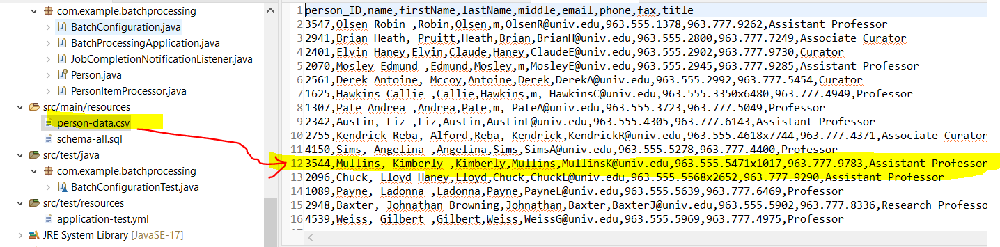 com.example.batchprocessing
BatchConfiguration.java
BatchProcessingApplication.java
JobCompletionNotificationListener.java
Person.java
PersonItemProcessor.java
src/main/resources
person-data.csv
schema-all.sql
src/test/java
com.example.batchprocessing
BatchConfigurationTest.java
src/test/resources
application-test.yml
JRE System Library [JavaSE-17]
1 person_ID,name,firstName,lastName,middle,email,phone,fax,title
2 3547,Olsen Robin ,Robin,Olsen,m,OlsenR@univ.edu,963.555.1378,963.777.9262,Assistant Professor
3 2941,Brian Heath, Pruitt,Heath,Brian,BrianH@univ.edu,963.555.2800,963.777.7249,Associate Curator
4 2401,Elvin Haney,Elvin,Claude,Haney,ClaudeE@univ.edu,963.555.2902,963.777.9730,Curator
5 2070,Mosley Edmund ,Edmund,Mosley,m,MosleyE@univ.edu,963.555.2945,963.777.9285,Assistant Professor
6 2561,Derek Antoine, Mccoy,Antoine,Derek,DerekA@univ.edu,963.555.2992,963.777.5454,Curator
7 1625,Hawkins Callie ,Callie,Hawkins,m, HawkinsC@univ.edu,963.555.3350x6480,963.777.4949,Professor
8 1307,Pate Andrea ,Andrea,Pate,m, PateA@univ.edu,963.555.3723,963.777.5049,Professor
9 2342,Austin, Liz ,Liz,Austin,AustinL@univ.edu,963.555.4305,963.777.6143,Assistant Professor
10 2755,Kendrick Reba, Alford,Reba, Kendrick,KendrickR@univ.edu,963.555.4618x7744,963.777.4371,Associate Curator
11 4150,Sims, Angelina ,Angelina,Sims,SimsA@univ.edu,963.555.5278,963.777.4400,Professor
12 3544,Mullins, Kimberly ,Kimberly,Mullins,MullinsK@univ.edu,963.555.5471x1017,963.777.9783,Assistant Professor
13 2096,Chuck, Lloyd Haney,Lloyd,Chuck,ChuckL@univ.edu,963.555.5568x2652,963.777.9290,Assistant Professor
14 1089,Payne, Ladonna ,Ladonna,Payne,PayneL@univ.edu,963.555.5639,963.777.6469,Professor
15 2948,Baxter, Johnathan Browning,Johnathan,Baxter,BaxterJ@univ.edu,963.555.5902,963.777.8336,Research Professo
16 4539,Weiss, Gilbert ,Gilbert,Weiss,WeissG@univ.edu,963.555.5969,963.777.4975,Professor